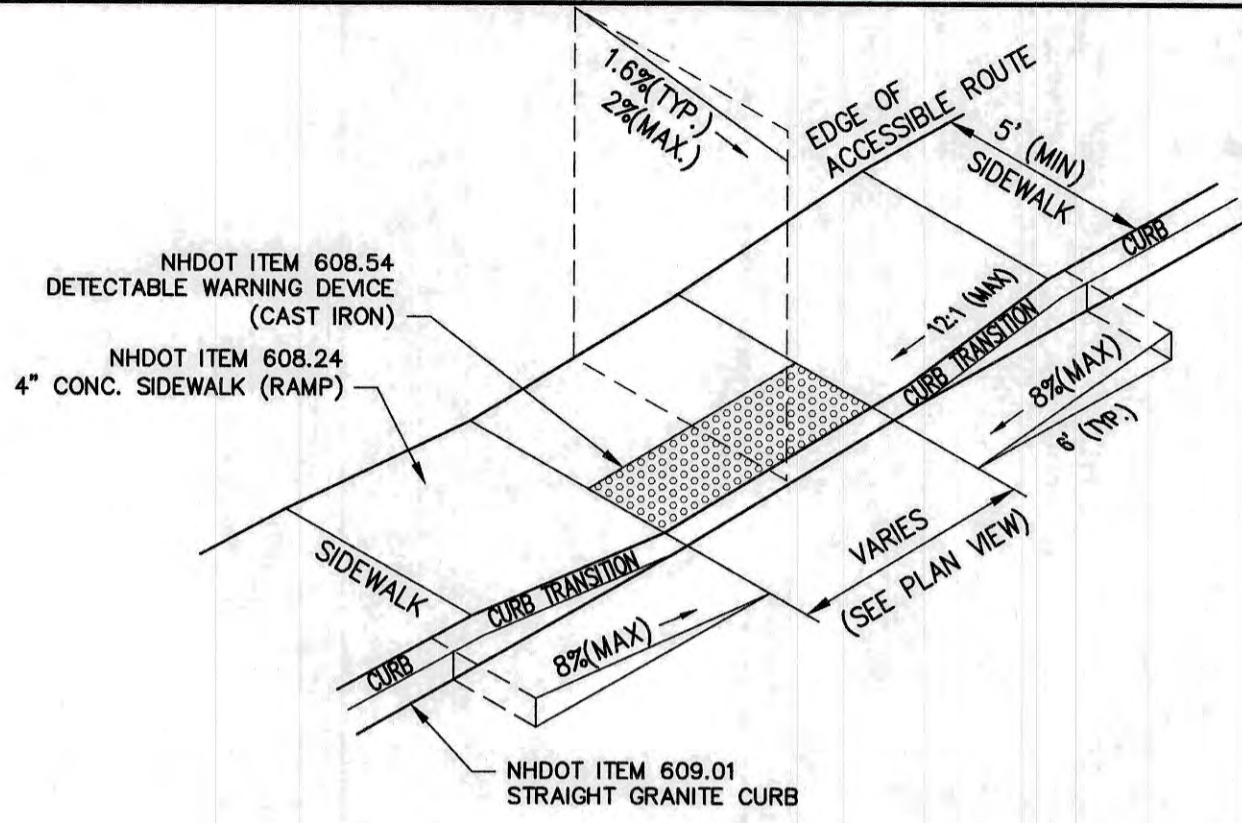 1.6%(TYP.)
2%(MAX.)
EDGE OF
ACCESSIBLE ROUTE
5' (MIN)
SIDEWALK
CURB
NHDOT ITEM 608.54
DETECTABLE WARNING DEVICE
(CAST IRON)
12:1 (MAX)
CURB TRANSITION
NHDOT ITEM 608.24
4" CONC. SIDEWALK (RAMP)
8%(MAX)
6' (TYP.)
VARIES
(SEE PLAN VIEW)
SIDEWALK
CURB TRANSITION
8%(MAX)
CURB
NHDOT ITEM 609.01
STRAIGHT GRANITE CURB